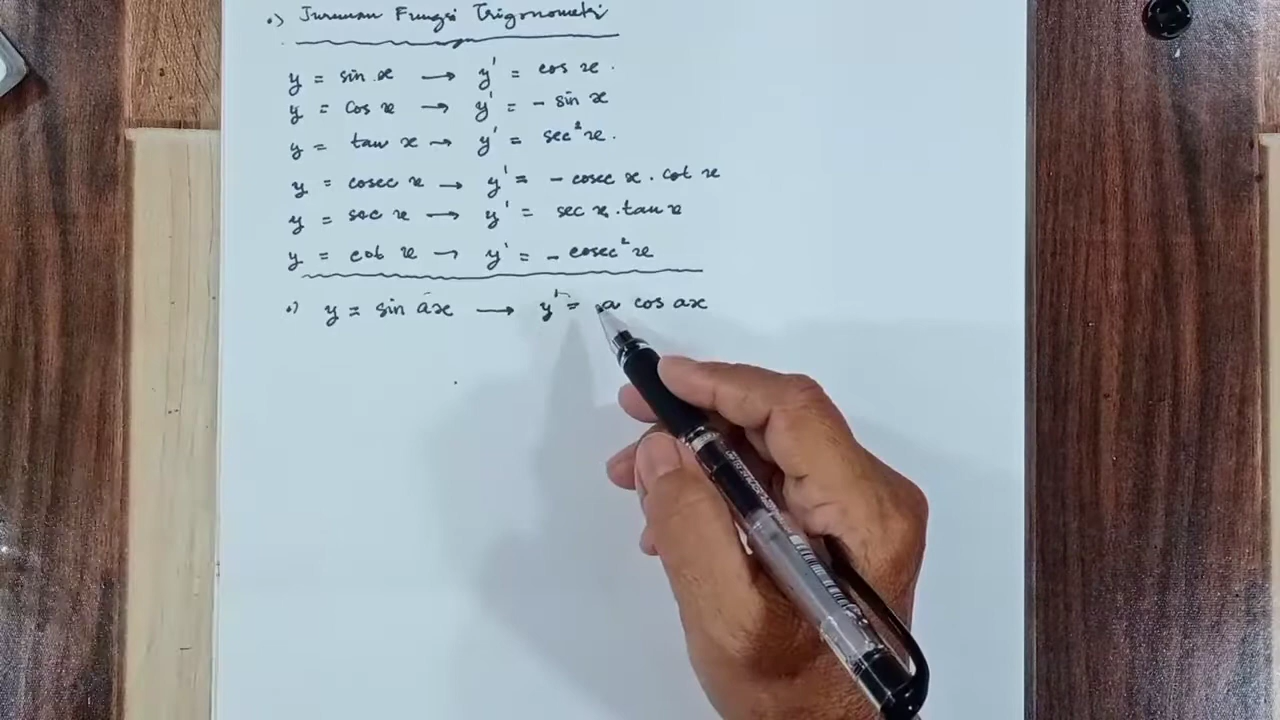 •) Turunan Fungsi Trigonometri
y = sin x → y' = cos x.
y = cos x → y' = - sin x
y = tan x → y' = sec²x.
y = cosec x → y' = - cosec x . cot x
y = sec x → y' = sec x . tan x
y = cot x → y' = - cosec²x
•) y = sin ax → y' = a cos ax